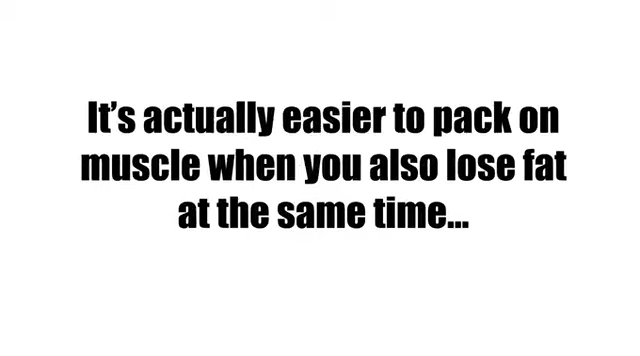 It's actually easier to pack on
muscle when you also lose fat
at the same time...